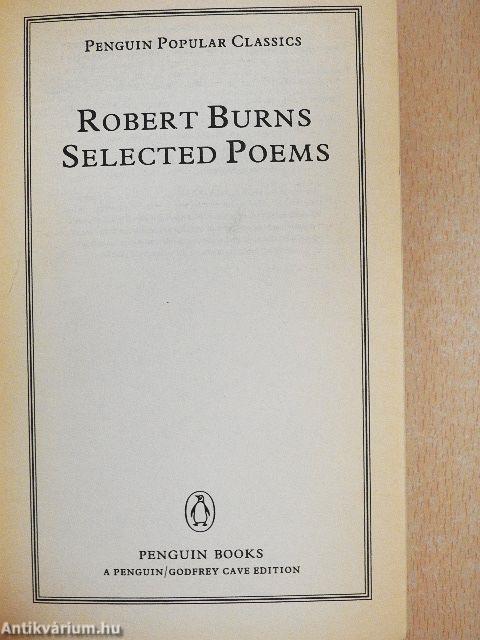 PENGUIN POPULAR CLASSICS
ROBERT BURNS
SELECTED POEMS
PENGUIN BOOKS
A PENGUIN/GODFREY CAVE EDITION
Antikvárium.hu